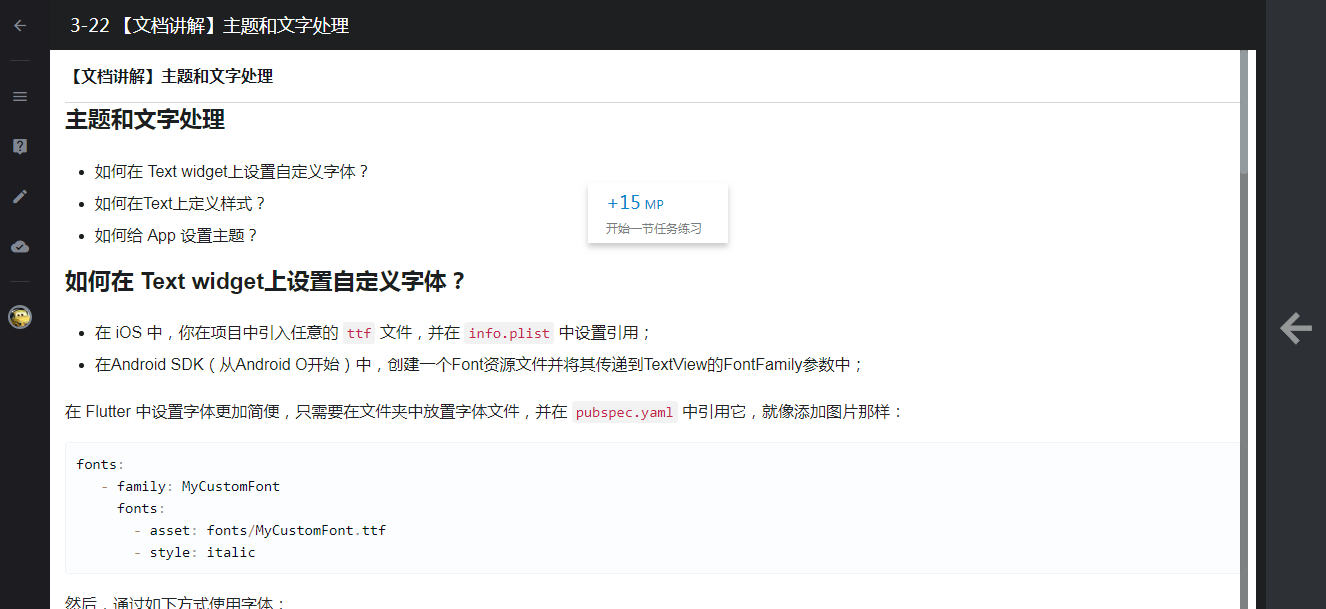 3-22 【文档讲解】主题和文字处理
【文档讲解】主题和文字处理
主题和文字处理
• 如何在 Text widget上设置自定义字体？
• 如何在Text上定义样式？
• 如何给 App 设置主题？
+15 MP
开始一节任务练习
如何在 Text widget上设置自定义字体？
• 在 iOS 中，你在项目中引入任意的 ttf 文件，并在 info.plist 中设置引用；
• 在Android SDK（从Android O开始）中，创建一个Font资源文件并将其传递到TextView的FontFamily参数中；
在 Flutter 中设置字体更加简便，只需要在文件夹中放置字体文件，并在 pubspec.yaml 中引用它，就像添加图片那样：
fonts:
- family: MyCustomFont
fonts:
- asset: fonts/MyCustomFont.ttf
- style: italic
然后，通过如下方式使用字体：